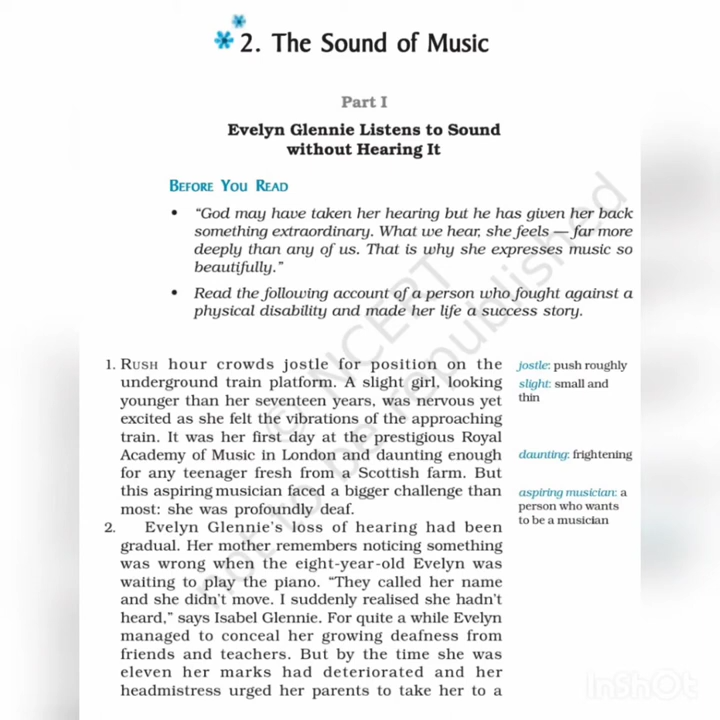 2. The Sound of Music
Part I
Evelyn Glennie Listens to Sound
without Hearing It
BEFORE YOU READ
• “God may have taken her hearing but he has given her back
something extraordinary. What we hear, she feels — far more
deeply than any of us. That is why she expresses music so
beautifully.”
• Read the following account of a person who fought against a
physical disability and made her life a success story.
1. RUSH hour crowds jostle for position on the
underground train platform. A slight girl, looking
younger than her seventeen years, was nervous yet
excited as she felt the vibrations of the approaching
train. It was her first day at the prestigious Royal
Academy of Music in London and daunting enough
for any teenager fresh from a Scottish farm. But
this aspiring musician faced a bigger challenge than
most: she was profoundly deaf.
2. Evelyn Glennie’s loss of hearing had been
gradual. Her mother remembers noticing something
was wrong when the eight-year-old Evelyn was
waiting to play the piano. “They called her name
and she didn’t move. I suddenly realised she hadn’t
heard,” says Isabel Glennie. For quite a while Evelyn
managed to conceal her growing deafness from
friends and teachers. But by the time she was
eleven her marks had deteriorated and her
headmistress urged her parents to take her to a
jostle: push roughly
slight: small and
thin
daunting: frightening
aspiring musician: a
person who wants
to be a musician
© NCERT
not to be republished
InShOt